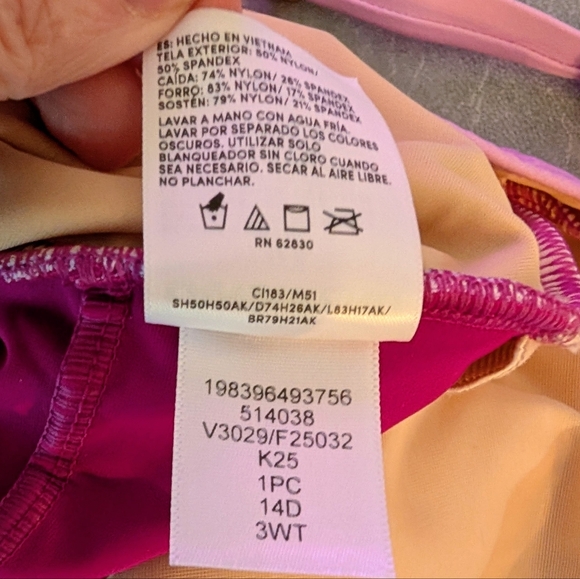 ES: HECHO EN VIETNAM
TELA EXTERIOR: 50% NYLON/
50% SPANDEX
CAÍDA: 74% NYLON/ 26% SPANDEX
FORRO: 83% NYLON/ 17% SPANDEX
SOSTÉN: 79% NYLON/ 21% SPANDEX
LAVAR A MANO CON AGUA FRÍA.
LAVAR POR SEPARADO LOS COLORES
OSCUROS. UTILIZAR SOLO
BLANQUEADOR SIN CLORO CUANDO
SEA NECESARIO. SECAR AL AIRE LIBRE.
NO PLANCHAR.
RN 62830
CI183/M51
SH50H50AK/D74H26AK/L83H17AK/
BR79H21AK
198396493756
514038
V3029/F25032
K25
1PC
14D
3WT